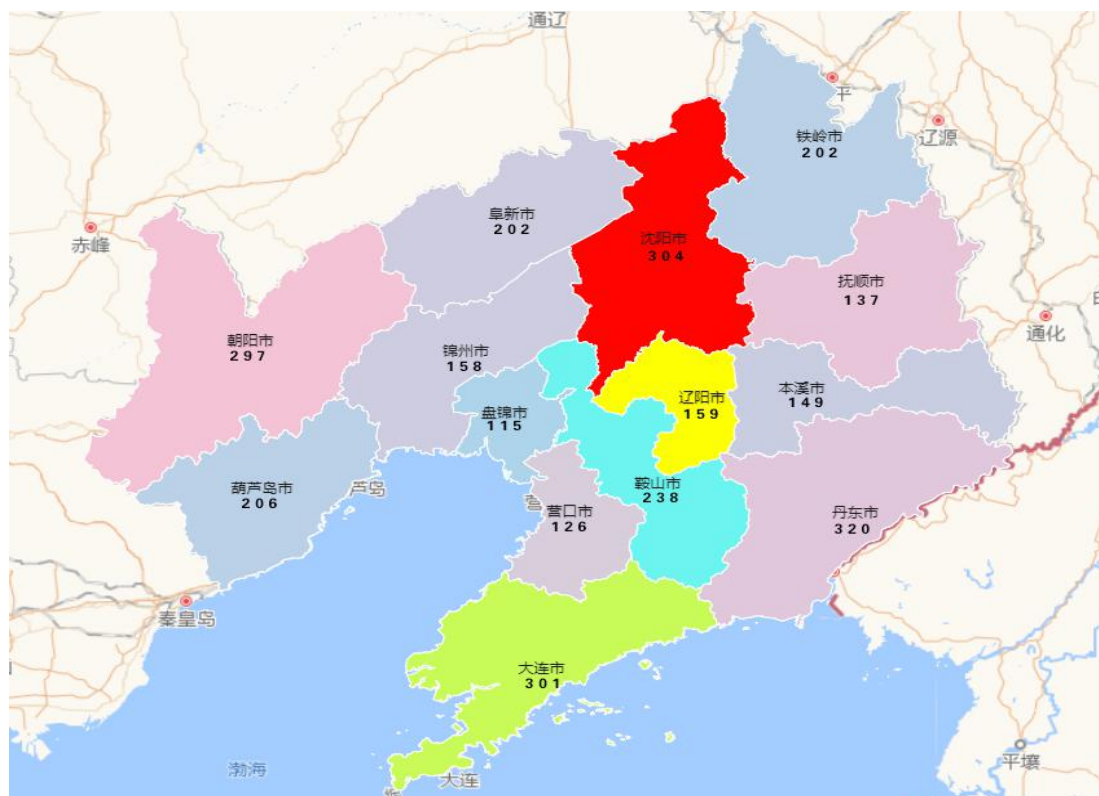 通辽
平
铁岭市
202
辽源
阜新市
202
赤峰
沈阳市
304
抚顺市
137
通化
朝阳市
297
锦州市
158
本溪市
149
辽阳市
159
盘锦市
115
葫芦岛市
206
芦岛
鞍山市
238
营口市
126
丹东市
320
秦皇岛
大连市
301
渤海
大连
平壤